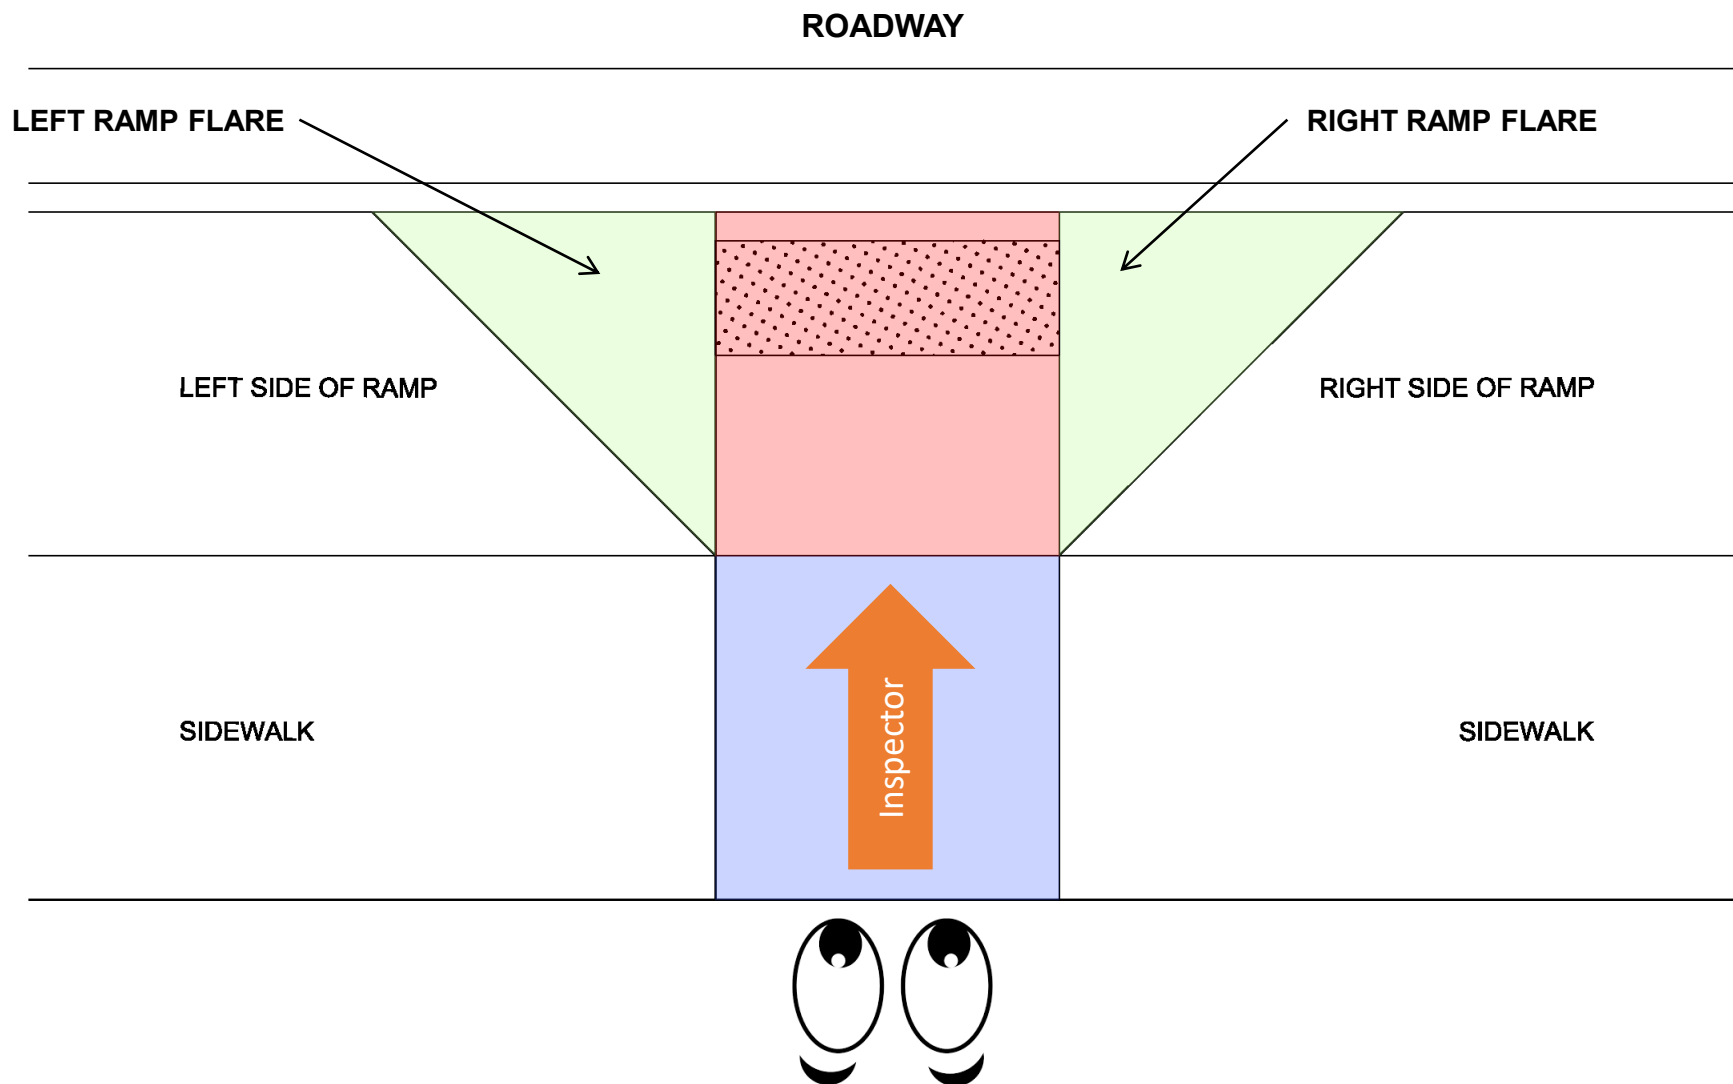 ROADWAY
LEFT RAMP FLARE
RIGHT RAMP FLARE
LEFT SIDE OF RAMP
RIGHT SIDE OF RAMP
Inspector
SIDEWALK
SIDEWALK